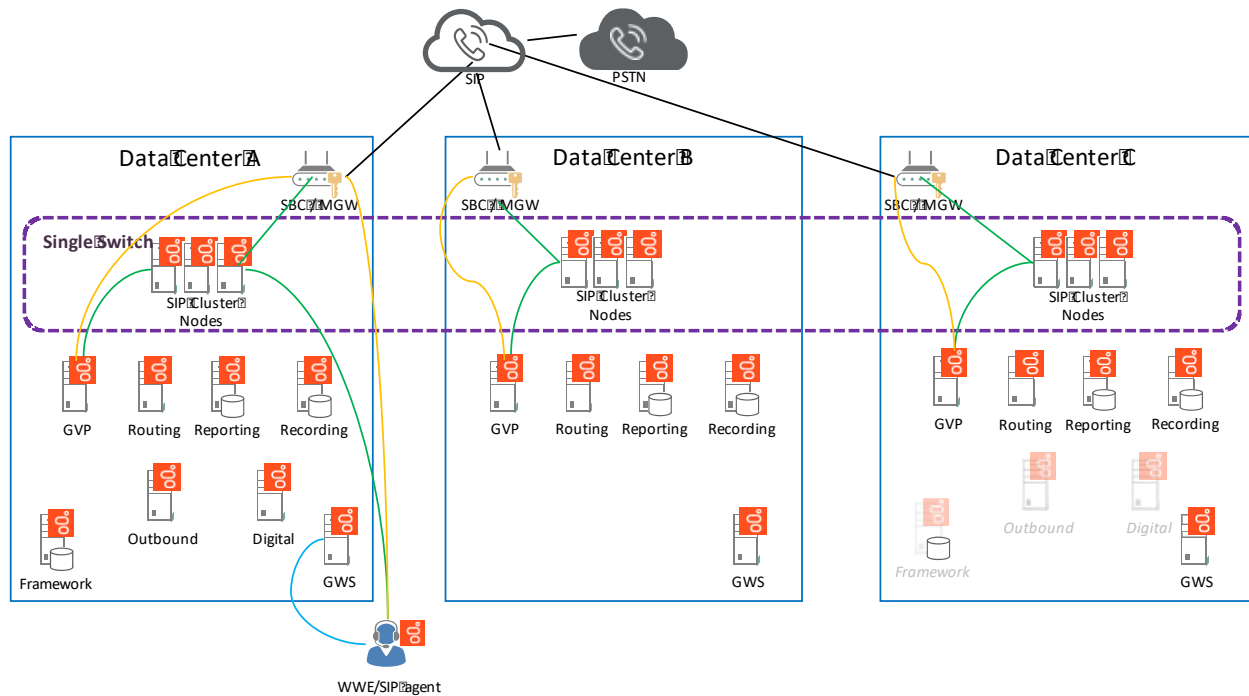 SIP
PSTN
Data Center A
Data Center B
Data Center C
SBC / MGW
SBC / MGW
SBC / MGW
Single Switch
SIP Cluster
Nodes
SIP Cluster
Nodes
SIP Cluster
Nodes
GVP
Routing
Reporting
Recording
GVP
Routing
Reporting
Recording
GVP
Routing
Reporting
Recording
Outbound
Digital
Outbound
Digital
Framework
GWS
GWS
Framework
GWS
WWE/SIP agent